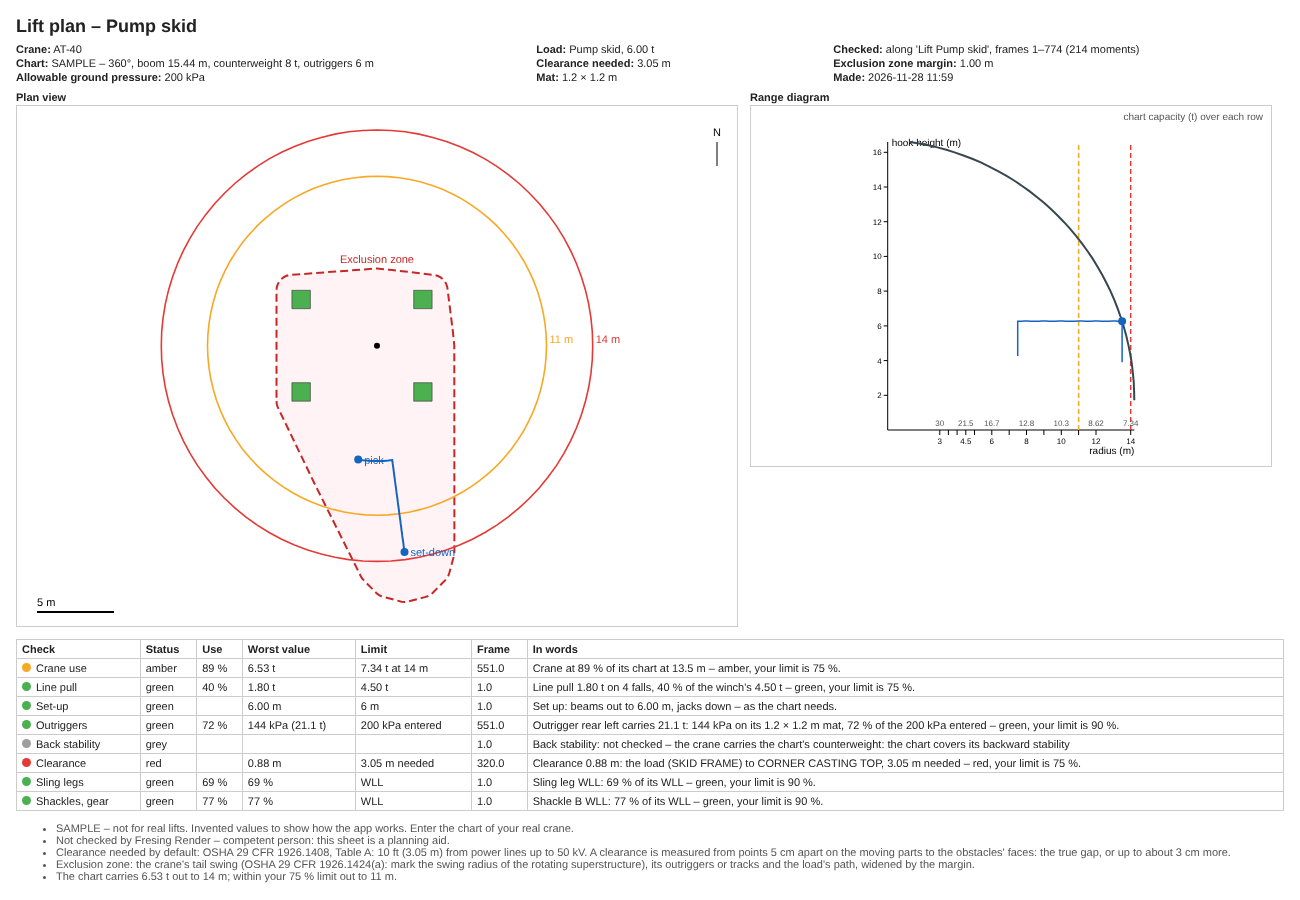 Lift plan – Pump skid
Crane: AT-40
Chart: SAMPLE – 360°, boom 15.44 m, counterweight 8 t, outriggers 6 m
Allowable ground pressure: 200 kPa
Load: Pump skid, 6.00 t
Clearance needed: 3.05 m
Mat: 1.2 × 1.2 m
Checked: along 'Lift Pump skid', frames 1–774 (214 moments)
Exclusion zone margin: 1.00 m
Made: 2026-11-28 11:59
Plan view
N
Exclusion zone
11 m
14 m
pick
set-down
5 m
Range diagram
chart capacity (t) over each row
hook height (m)
16
14
12
10
8
6
4
2
30 21.5 16.7 12.8 10.3 8.62 7.34
3 4.5 6 8 10 12 14
radius (m)
Check Status Use Worst value Limit Frame In words
Crane use amber 89 % 6.53 t 7.34 t at 14 m 551.0 Crane at 89 % of its chart at 13.5 m – amber, your limit is 75 %.
Line pull green 40 % 1.80 t 4.50 t 1.0 Line pull 1.80 t on 4 falls, 40 % of the winch's 4.50 t – green, your limit is 75 %.
Set-up green 6.00 m 6 m 1.0 Set up: beams out to 6.00 m, jacks down – as the chart needs.
Outriggers green 72 % 144 kPa (21.1 t) 200 kPa entered 551.0 Outrigger rear left carries 21.1 t: 144 kPa on its 1.2 × 1.2 m mat, 72 % of the 200 kPa entered – green, your limit is 90 %.
Back stability grey 1.0 Back stability: not checked – the crane carries the chart's counterweight: the chart covers its backward stability
Clearance red 0.88 m 3.05 m needed 320.0 Clearance 0.88 m: the load (SKID FRAME) to CORNER CASTING TOP, 3.05 m needed – red, your limit is 75 %.
Sling legs green 69 % 69 % WLL 1.0 Sling leg WLL: 69 % of its WLL – green, your limit is 90 %.
Shackles, gear green 77 % 77 % WLL 1.0 Shackle B WLL: 77 % of its WLL – green, your limit is 90 %.
• SAMPLE – not for real lifts. Invented values to show how the app works. Enter the chart of your real crane.
• Not checked by Fresing Render – competent person: this sheet is a planning aid.
• Clearance needed by default: OSHA 29 CFR 1926.1408, Table A: 10 ft (3.05 m) from power lines up to 50 kV. A clearance is measured from points 5 cm apart on the moving parts to the obstacles' faces: the true gap, or up to about 3 cm more.
• Exclusion zone: the crane's tail swing (OSHA 29 CFR 1926.1424(a): mark the swing radius of the rotating superstructure), its outriggers or tracks and the load's path, widened by the margin.
• The chart carries 6.53 t out to 14 m; within your 75 % limit out to 11 m.